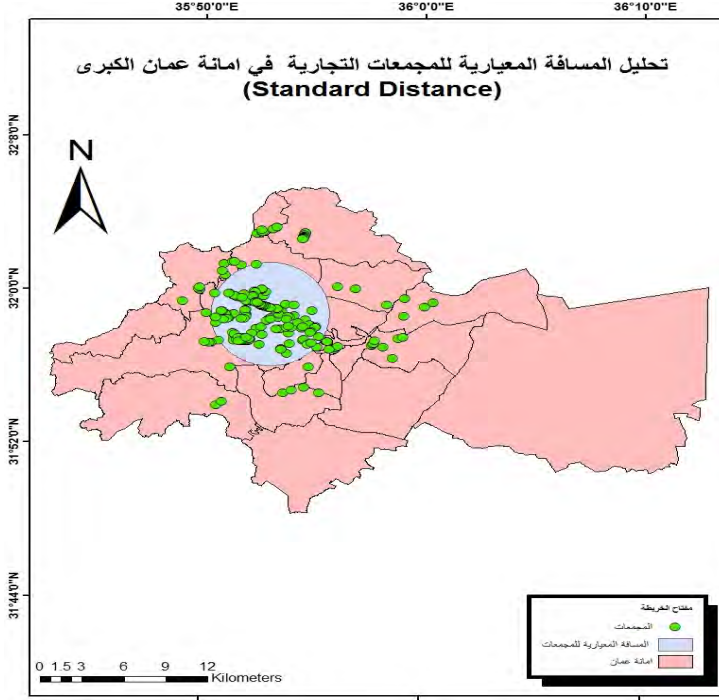 35°50'0"E 36°0'0"E 36°10'0"E
تحليل المسافة المعيارية للمجمعات التجارية في امانة عمان الكبرى
(Standard Distance)
32°8'0"N
N
32°0'0"N
31°52'0"N
31°44'0"N
مفتاح الخريطة
المجمعات
المسافة المعيارية للمجمعات
امانة عمان
0 1.5 3 6 9 12
Kilometers